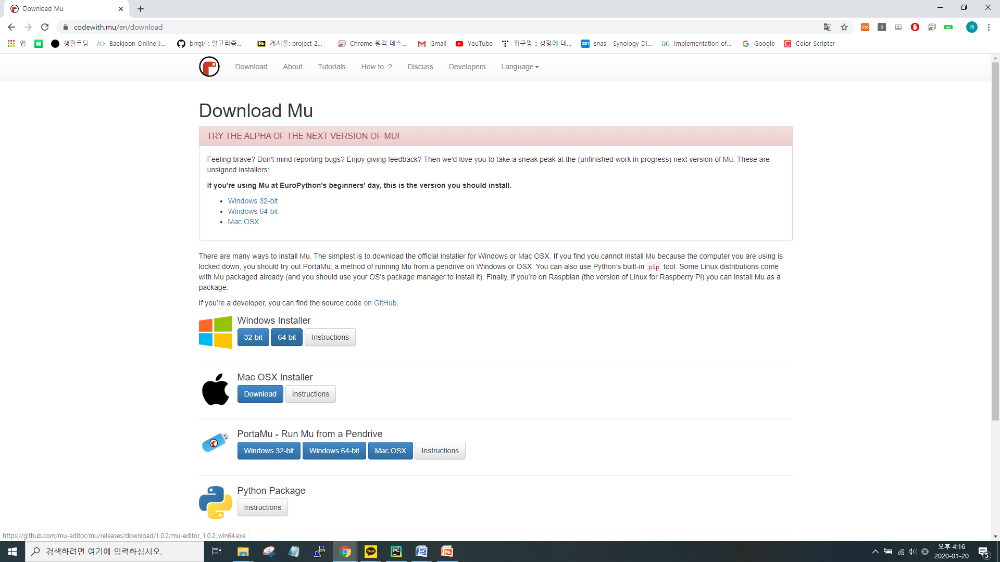 Download Mu
codewith.mu/en/download
앱
생활코딩
Baekjoon Online J...
brrgi/-: 알고리즘...
게시물: project 2...
Chrome 원격 데스...
Gmail
YouTube
쥐구멍 :: 성형에 대...
snas - Synology Di...
Implementation of...
Google
Color Scripter
Download
About
Tutorials
How to..?
Discuss
Developers
Language
Download Mu
TRY THE ALPHA OF THE NEXT VERSION OF MU!
Feeling brave? Don't mind reporting bugs? Enjoy giving feedback? Then we'd love you to take a sneak peak at the (unfinished work in progress) next version of Mu. These are
unsigned installers:
If you're using Mu at EuroPython's beginners' day, this is the version you should install.
• Windows 32-bit
• Windows 64-bit
• Mac OSX
There are many ways to install Mu. The simplest is to download the official installer for Windows or Mac OSX. If you find you cannot install Mu because the computer you are using is
locked down, you should try out PortaMu: a method of running Mu from a pendrive on Windows or OSX. You can also use Python’s built-in pip tool. Some Linux distributions come
with Mu packaged already (and you should use your OS’s package manager to install it). Finally, if you’re on Raspbian (the version of Linux for Raspberry Pi) you can install Mu as a
package.
If you’re a developer, you can find the source code on GitHub.
Windows Installer
32-bit
64-bit
Instructions
Mac OSX Installer
Download
Instructions
PortaMu - Run Mu from a Pendrive
Windows 32-bit
Windows 64-bit
Mac OSX
Instructions
Python Package
Instructions
https://github.com/mu-editor/mu/releases/download/1.0.2/mu-editor_1.0.2_win64.exe
검색하려면 여기에 입력하십시오.
오후 4:16
2020-01-20
5